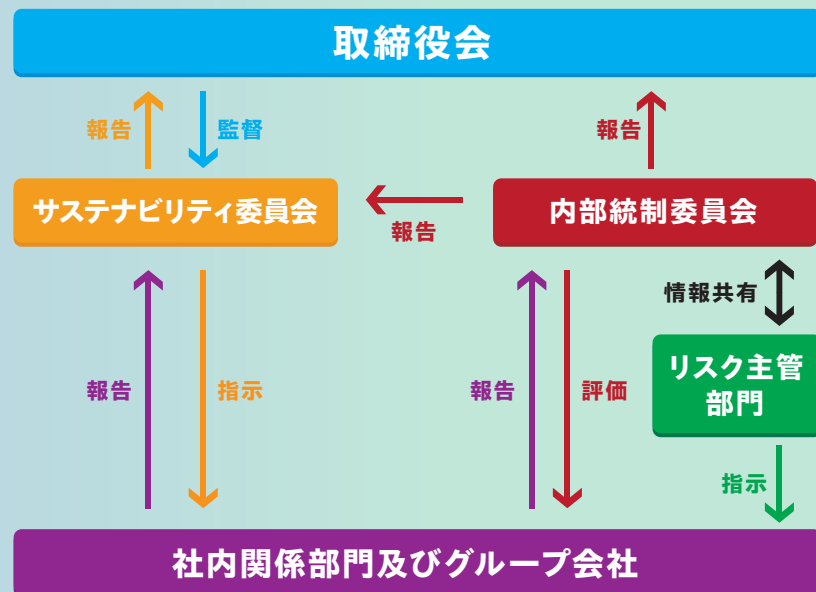 取締役会
報告
監督
報告
サステナビリティ委員会
報告
内部統制委員会
情報共有
リスク主管
部門
報告
指示
報告
評価
指示
社内関係部門及びグループ会社